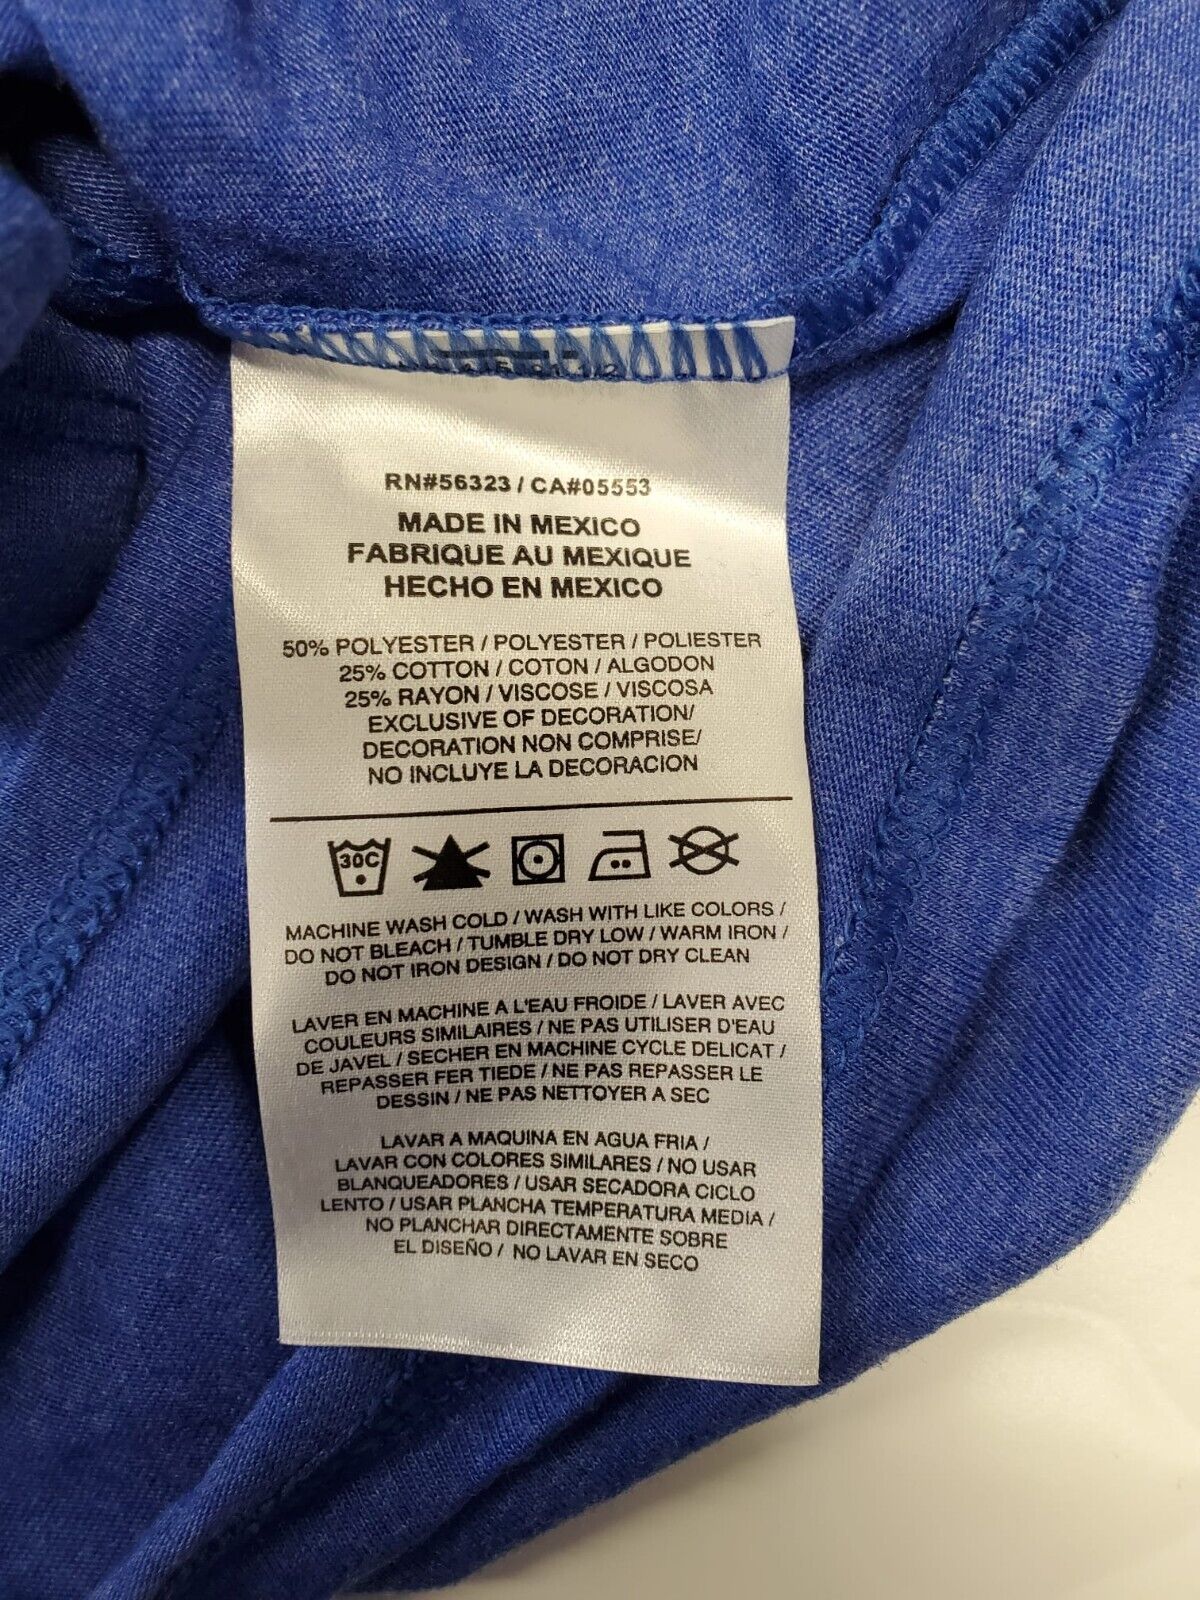 RN#56323 / CA#05553
MADE IN MEXICO
FABRIQUE AU MEXIQUE
HECHO EN MEXICO
50% POLYESTER / POLYESTER / POLIESTER
25% COTTON / COTON / ALGODON
25% RAYON / VISCOSE / VISCOSA
EXCLUSIVE OF DECORATION/
DECORATION NON COMPRISE/
NO INCLUYE LA DECORACION
30C
MACHINE WASH COLD / WASH WITH LIKE COLORS /
DO NOT BLEACH / TUMBLE DRY LOW / WARM IRON /
DO NOT IRON DESIGN / DO NOT DRY CLEAN
LAVER EN MACHINE A L'EAU FROIDE / LAVER AVEC
COULEURS SIMILAIRES / NE PAS UTILISER D'EAU
DE JAVEL / SECHER EN MACHINE CYCLE DELICAT /
REPASSER FER TIEDE / NE PAS REPASSER LE
DESSIN / NE PAS NETTOYER A SEC
LAVAR A MAQUINA EN AGUA FRIA /
LAVAR CON COLORES SIMILARES / NO USAR
BLANQUEADORES / USAR SECADORA CICLO
LENTO / USAR PLANCHA TEMPERATURA MEDIA /
NO PLANCHAR DIRECTAMENTE SOBRE
EL DISEÑO / NO LAVAR EN SECO